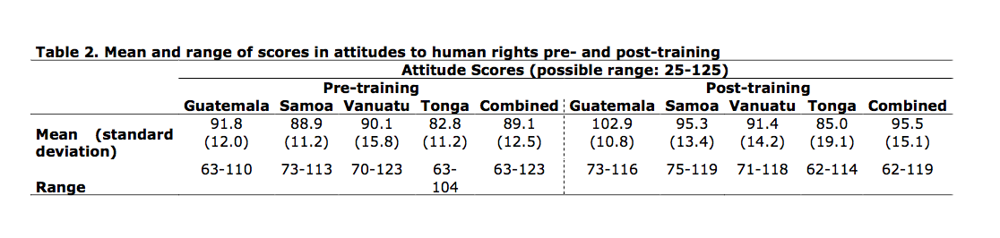 Table 2. Mean and range of scores in attitudes to human rights pre- and post-training
Attitude Scores (possible range: 25-125)
Pre-training Post-training
Guatemala Samoa Vanuatu Tonga Combined Guatemala Samoa Vanuatu Tonga Combined
Mean (standard deviation) 91.8 88.9 90.1 82.8 89.1 102.9 95.3 91.4 85.0 95.5
(12.0) (11.2) (15.8) (11.2) (12.5) (10.8) (13.4) (14.2) (19.1) (15.1)
Range 63-110 73-113 70-123 63-104 63-123 73-116 75-119 71-118 62-114 62-119